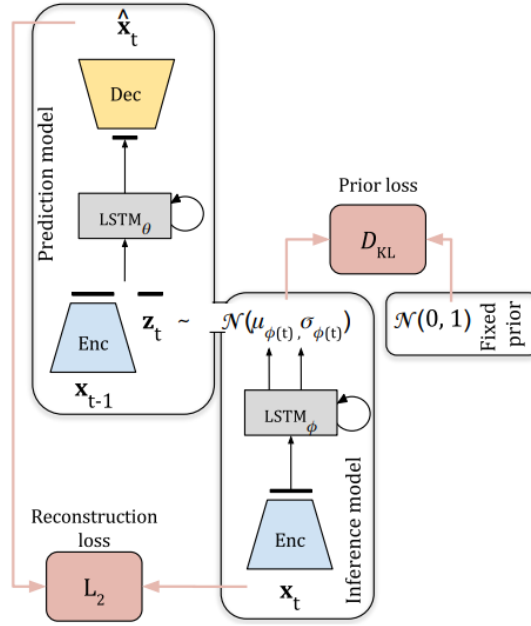 x̂t
Dec
Prediction model
LSTMθ
Enc
zt ~ 𝒩(μϕ(t), σϕ(t))
xt-1
Prior loss
DKL
𝒩(0, 1)
Fixed
prior
LSTMϕ
Inference model
Enc
xt
Reconstruction
loss
L2